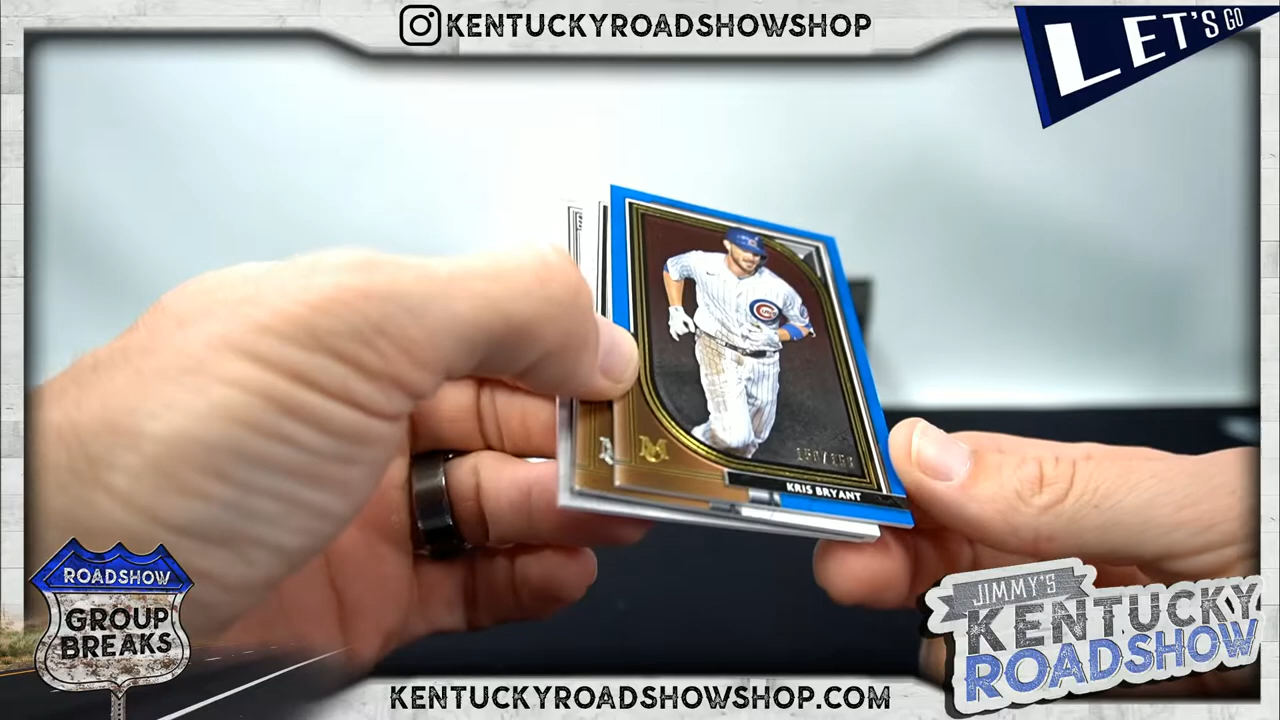 KENTUCKYROADSHOWSHOP
LET'S GO
M
KRIS BRYANT
ROADSHOW
GROUP
BREAKS
JIMMY'S
KENTUCKY
ROADSHOW
KENTUCKYROADSHOWSHOP.COM